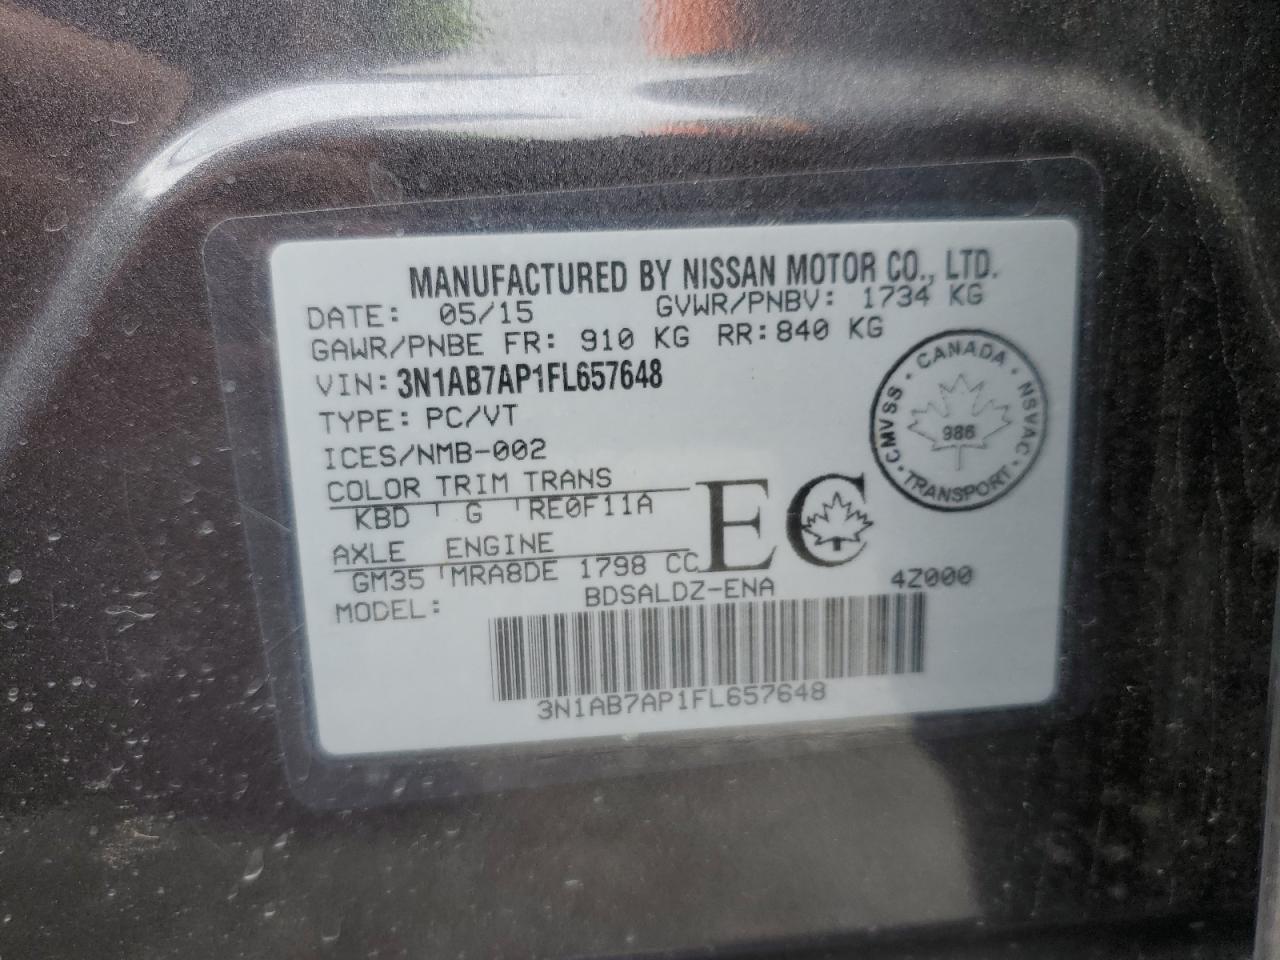 MANUFACTURED BY NISSAN MOTOR CO., LTD.
DATE: 05/15 GVWR/PNBV: 1734 KG
GAWR/PNBE FR: 910 KG RR: 840 KG
VIN: 3N1AB7AP1FL657648
TYPE: PC/VT
ICES/NMB-002
COLOR TRIM TRANS
KBD G RE0F11A
AXLE ENGINE
GM35 MRA8DE 1798 CC
MODEL: BDSALDZ-ENA 4Z000
3N1AB7AP1FL657648
EC
CANADA · NSVAC · TRANSPORT · CMVSS ·
986